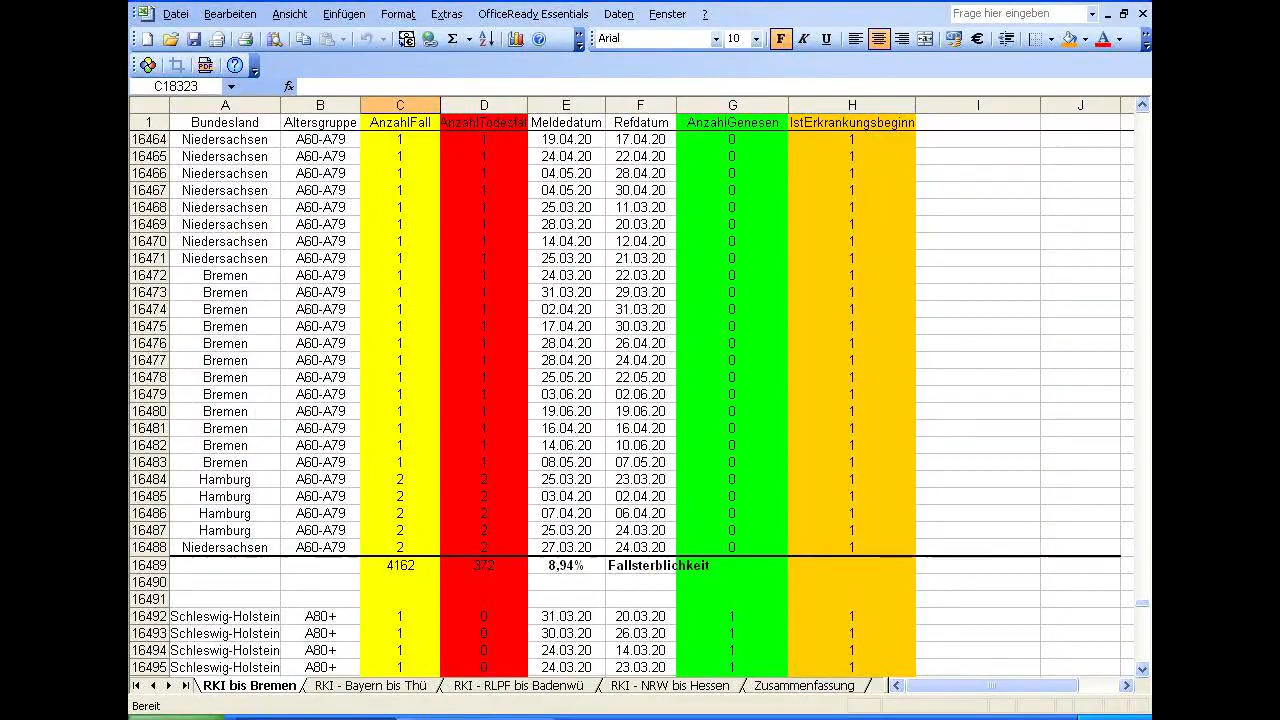 Datei Bearbeiten Ansicht Einfügen Format Extras OfficeReady Essentials Daten Fenster ? Frage hier eingeben
Arial 10 F K U €
C18323 fx
A B C D E F G H I J
1 Bundesland Altersgruppe AnzahlFall AnzahlTodesfal Meldedatum Refdatum AnzahlGenesen IstErkrankungsbeginn
16464 Niedersachsen A60-A79 1 1 19.04.20 17.04.20 0 1
16465 Niedersachsen A60-A79 1 1 24.04.20 22.04.20 0 1
16466 Niedersachsen A60-A79 1 1 04.05.20 28.04.20 0 1
16467 Niedersachsen A60-A79 1 1 04.05.20 30.04.20 0 1
16468 Niedersachsen A60-A79 1 1 25.03.20 11.03.20 0 1
16469 Niedersachsen A60-A79 1 1 28.03.20 20.03.20 0 1
16470 Niedersachsen A60-A79 1 1 14.04.20 12.04.20 0 1
16471 Niedersachsen A60-A79 1 1 25.03.20 21.03.20 0 1
16472 Bremen A60-A79 1 1 24.03.20 22.03.20 0 1
16473 Bremen A60-A79 1 1 31.03.20 29.03.20 0 1
16474 Bremen A60-A79 1 1 02.04.20 31.03.20 0 1
16475 Bremen A60-A79 1 1 17.04.20 30.03.20 0 1
16476 Bremen A60-A79 1 1 28.04.20 26.04.20 0 1
16477 Bremen A60-A79 1 1 28.04.20 24.04.20 0 1
16478 Bremen A60-A79 1 1 25.05.20 22.05.20 0 1
16479 Bremen A60-A79 1 1 03.06.20 02.06.20 0 1
16480 Bremen A60-A79 1 1 19.06.20 19.06.20 0 1
16481 Bremen A60-A79 1 1 16.04.20 16.04.20 0 1
16482 Bremen A60-A79 1 1 14.06.20 10.06.20 0 1
16483 Bremen A60-A79 1 1 08.06.20 07.05.20 0 1
16484 Hamburg A60-A79 2 2 25.03.20 23.03.20 0 1
16485 Hamburg A60-A79 2 2 03.04.20 02.04.20 0 1
16486 Hamburg A60-A79 2 2 07.04.20 06.04.20 0 1
16487 Hamburg A60-A79 2 2 25.03.20 24.03.20 0 1
16488 Niedersachsen A60-A79 2 2 27.03.20 24.03.20 0 1
16489 4162 372 8,94% Fallsterblichkeit
16490
16491
16492 Schleswig-Holstein A80+ 1 0 31.03.20 20.03.20 1 1
16493 Schleswig-Holstein A80+ 1 0 30.03.20 26.03.20 1 1
16494 Schleswig-Holstein A80+ 1 0 24.03.20 14.03.20 1 1
16495 Schleswig-Holstein A80+ 1 0 24.03.20 23.03.20 1 1
RKI bis Bremen RKI - Bayern bis Thü RKI - RLPF bis Badenwü RKI - NRW bis Hessen Zusammenfassung
Bereit